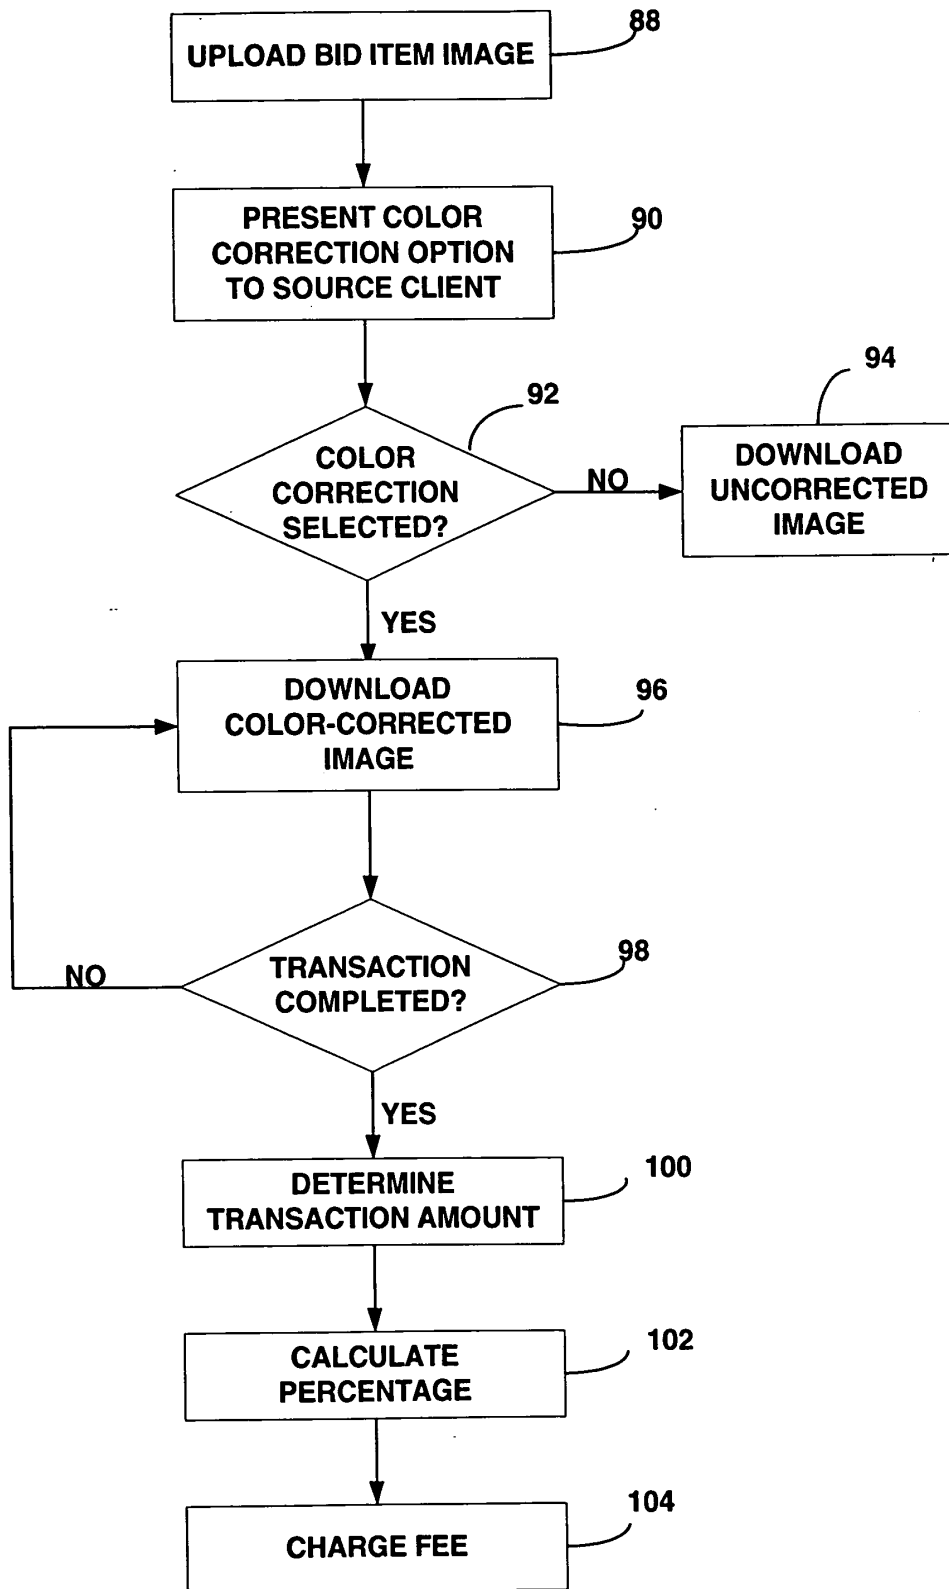 UPLOAD BID ITEM IMAGE
88
PRESENT COLOR
CORRECTION OPTION
TO SOURCE CLIENT
90
92
COLOR
CORRECTION
SELECTED?
NO
94
DOWNLOAD
UNCORRECTED
IMAGE
YES
DOWNLOAD
COLOR-CORRECTED
IMAGE
96
TRANSACTION
COMPLETED?
98
NO
YES
DETERMINE
TRANSACTION AMOUNT
100
CALCULATE
PERCENTAGE
102
CHARGE FEE
104